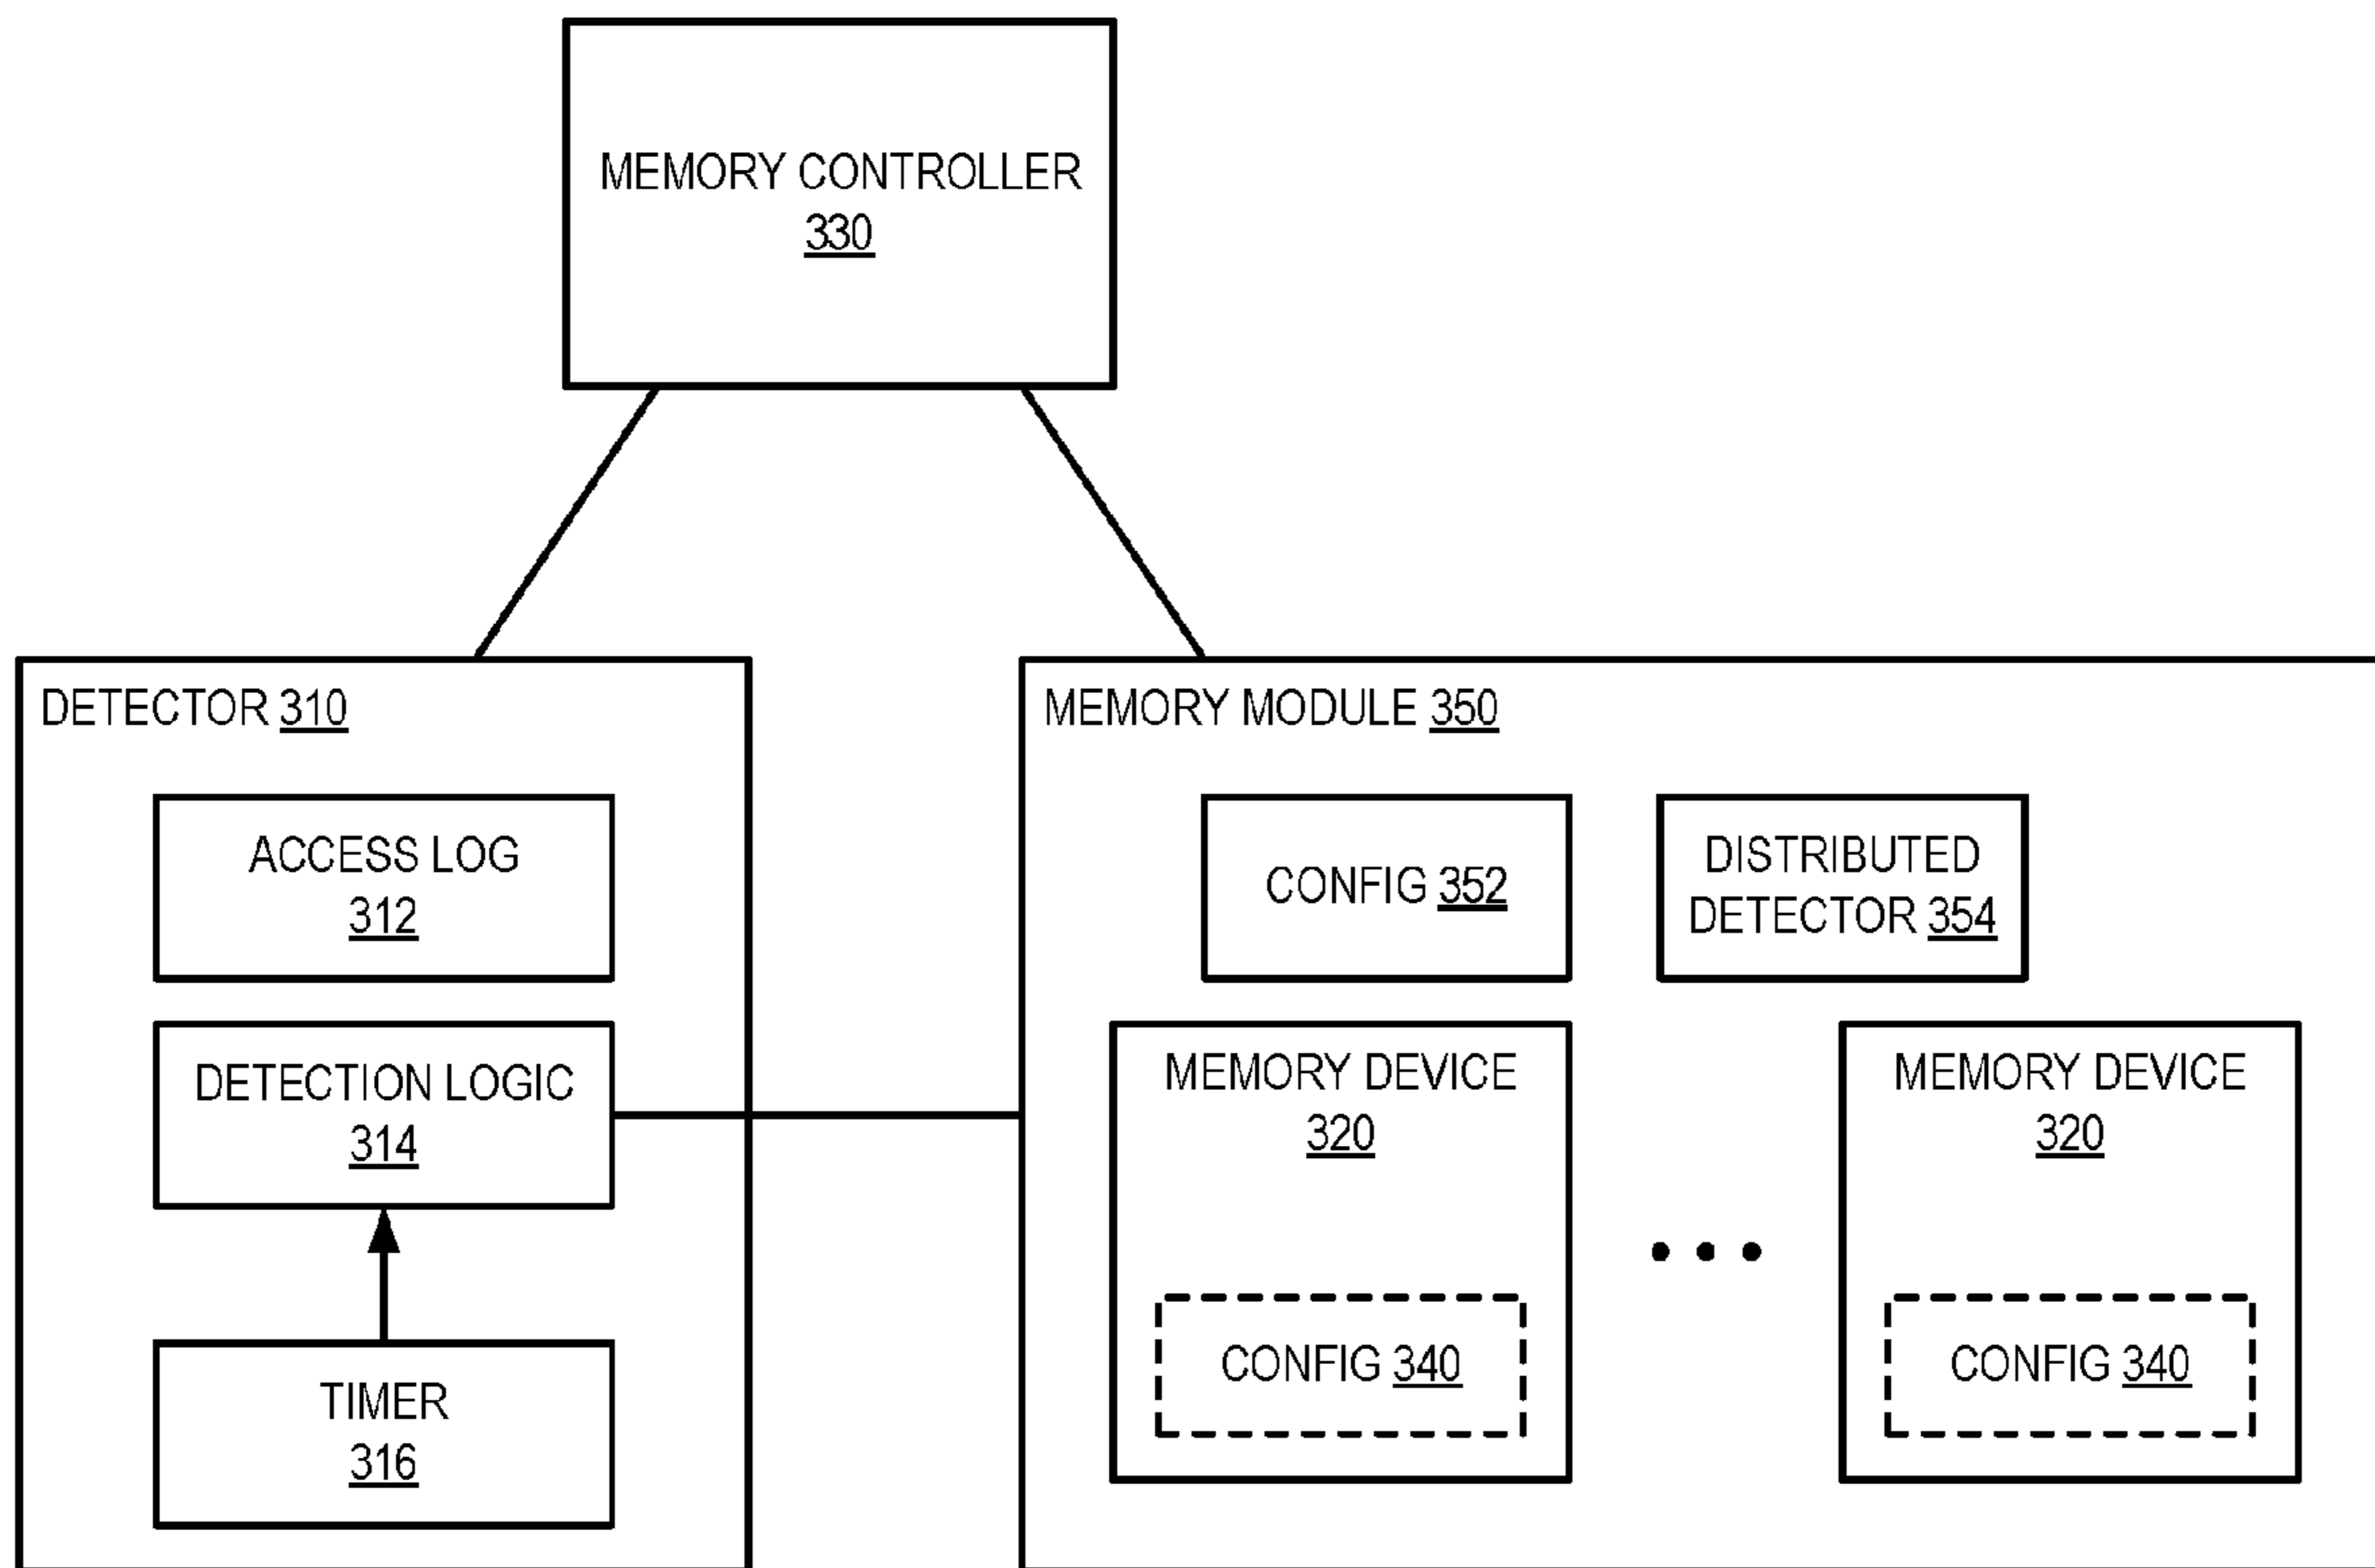 MEMORY CONTROLLER
330
DETECTOR 310
ACCESS LOG
312
DETECTION LOGIC
314
TIMER
316
MEMORY MODULE 350
CONFIG 352
DISTRIBUTED
DETECTOR 354
MEMORY DEVICE
320
CONFIG 340
MEMORY DEVICE
320
CONFIG 340